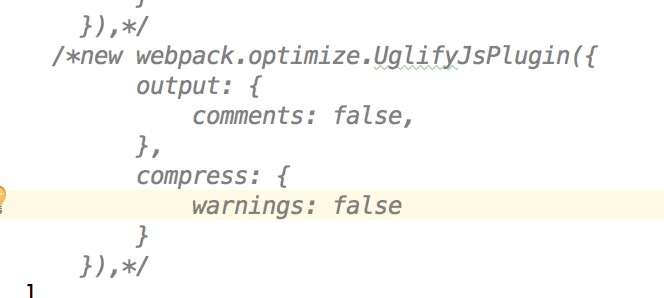 }
}),*/
/*new webpack.optimize.UglifyJsPlugin({
output: {
comments: false,
},
compress: {
warnings: false
}
}),*/
]